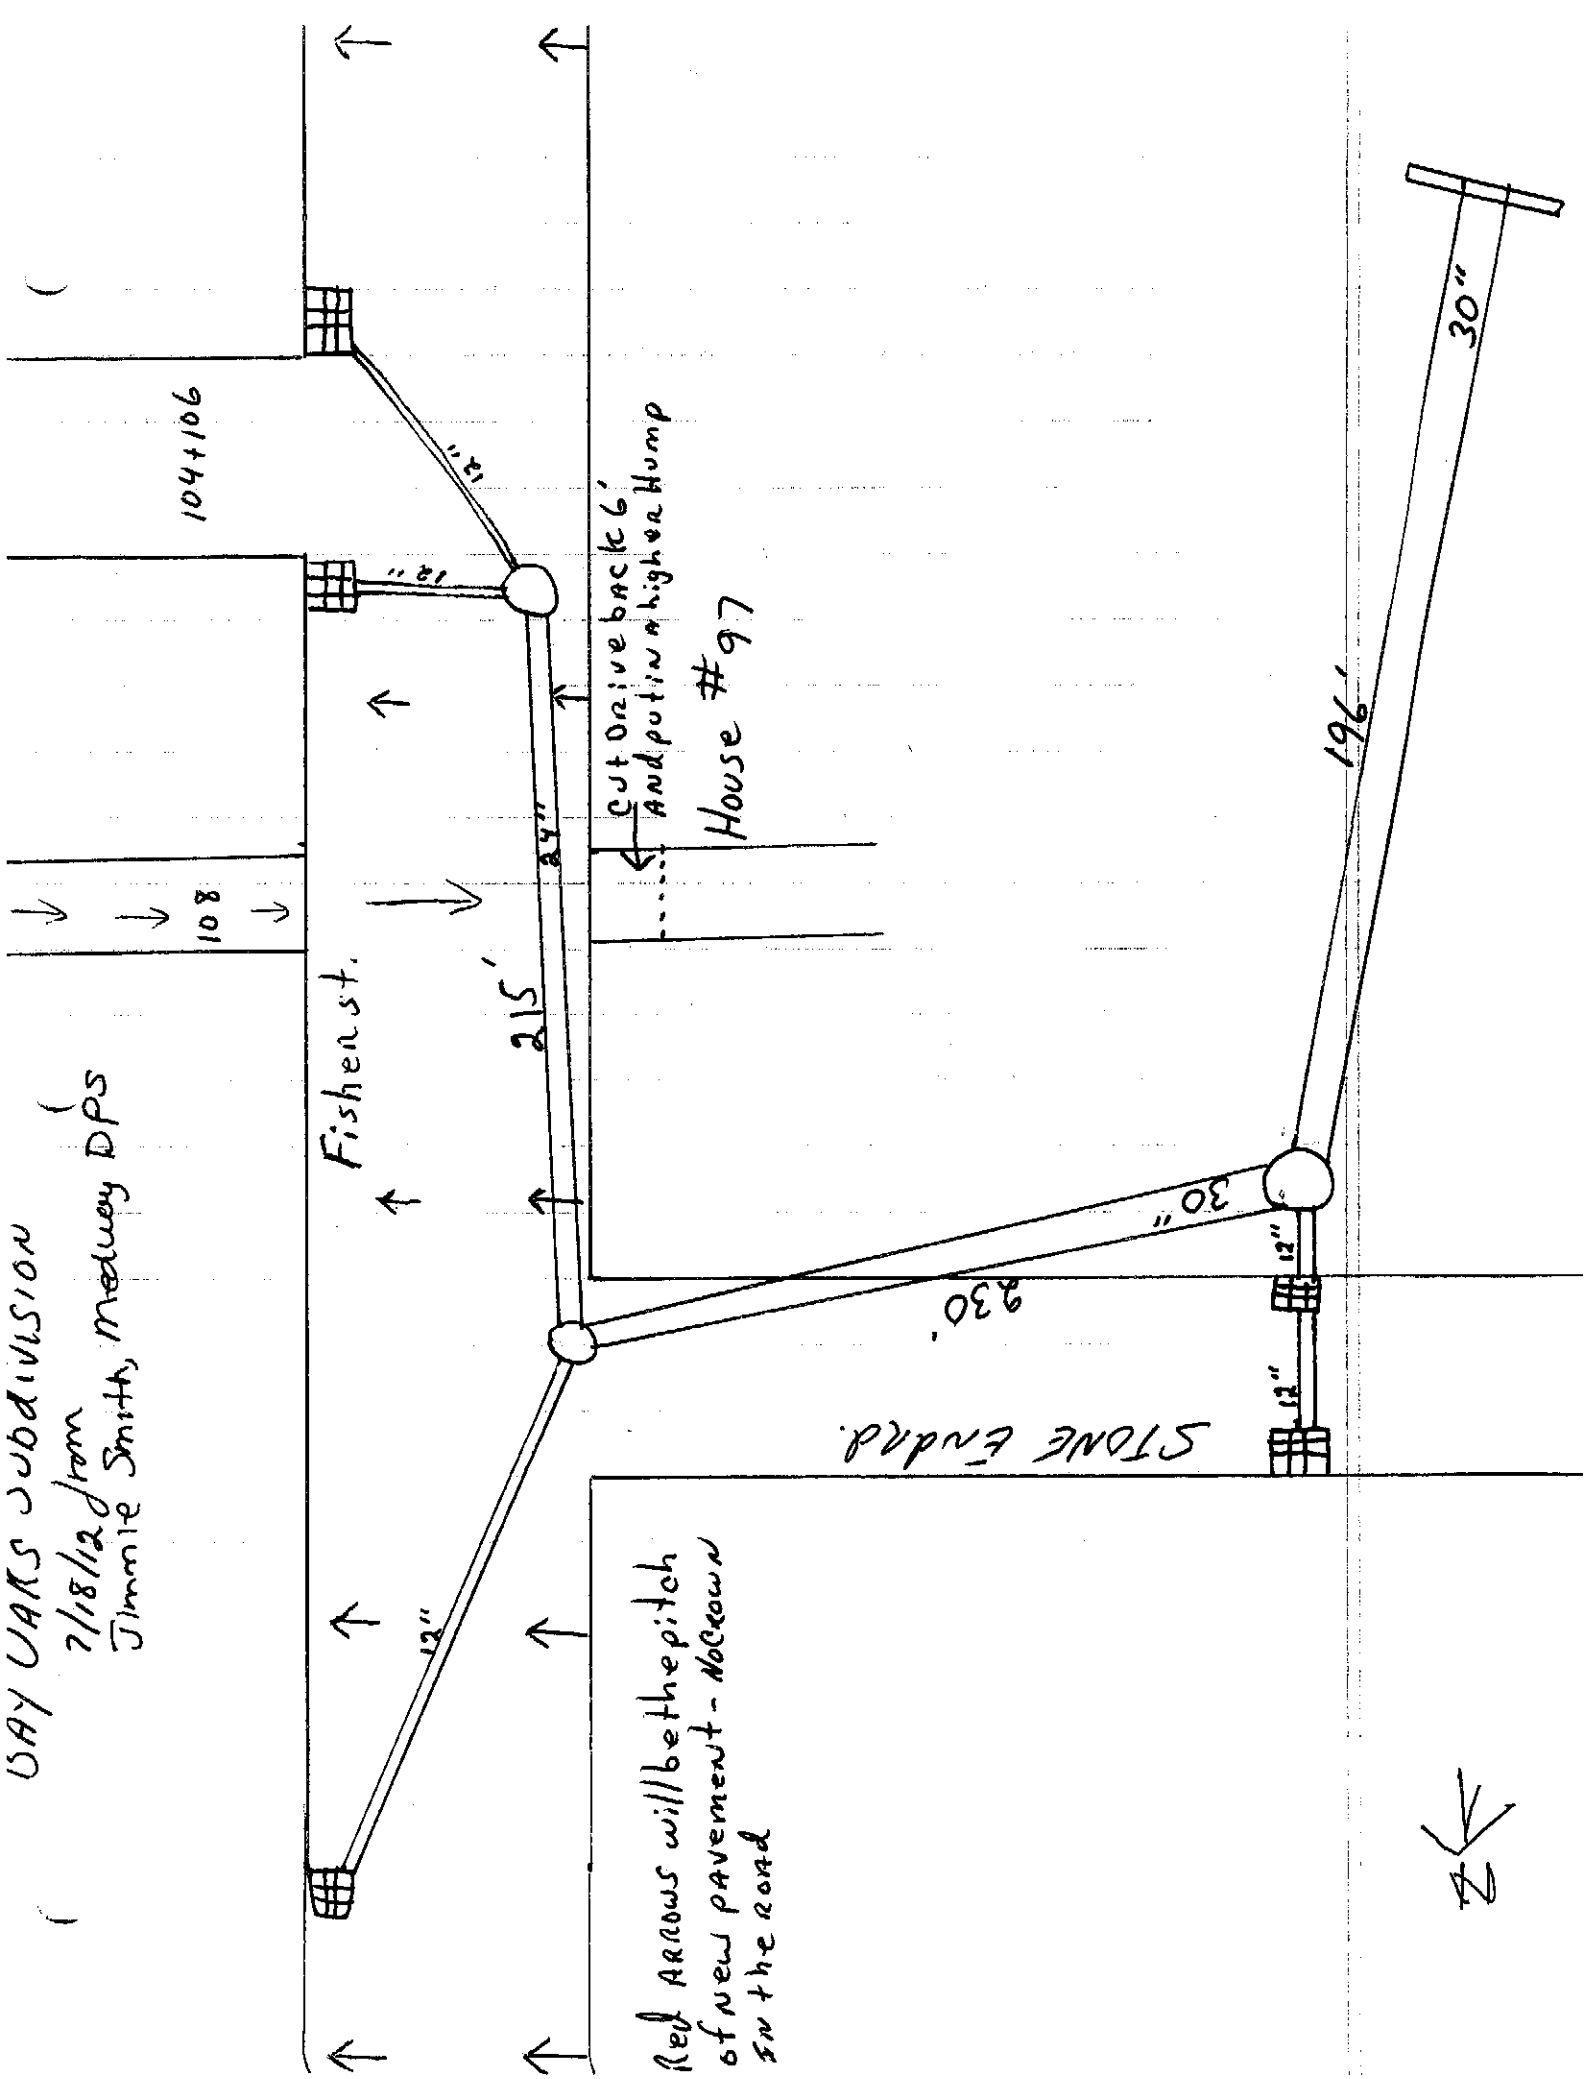 BAY OAKS SubdIVISION
7/18/12 from
Jimmie Smith, Medway DPS
104+106
108
Fisher st.
12"
12"
12"
24"
215'
Cut Drive bAck 6'
ANd put in A higher Hump
House #97
230'
30"
196'
30"
12"
12"
STONE End Rd.
Red ARROWS will be the pitch
of New PAVEMENT - No Crown
IN the ROAd
N